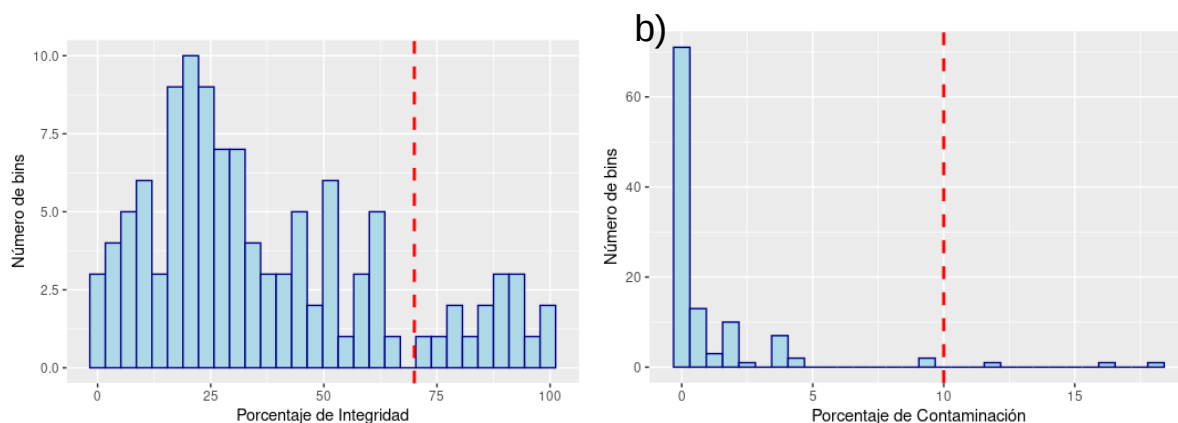 Número de bins
10.0
7.5
5.0
2.5
0.0
0 25 50 75 100
Porcentaje de Integridad
b)
Número de bins
60
40
20
0
0 5 10 15
Porcentaje de Contaminación